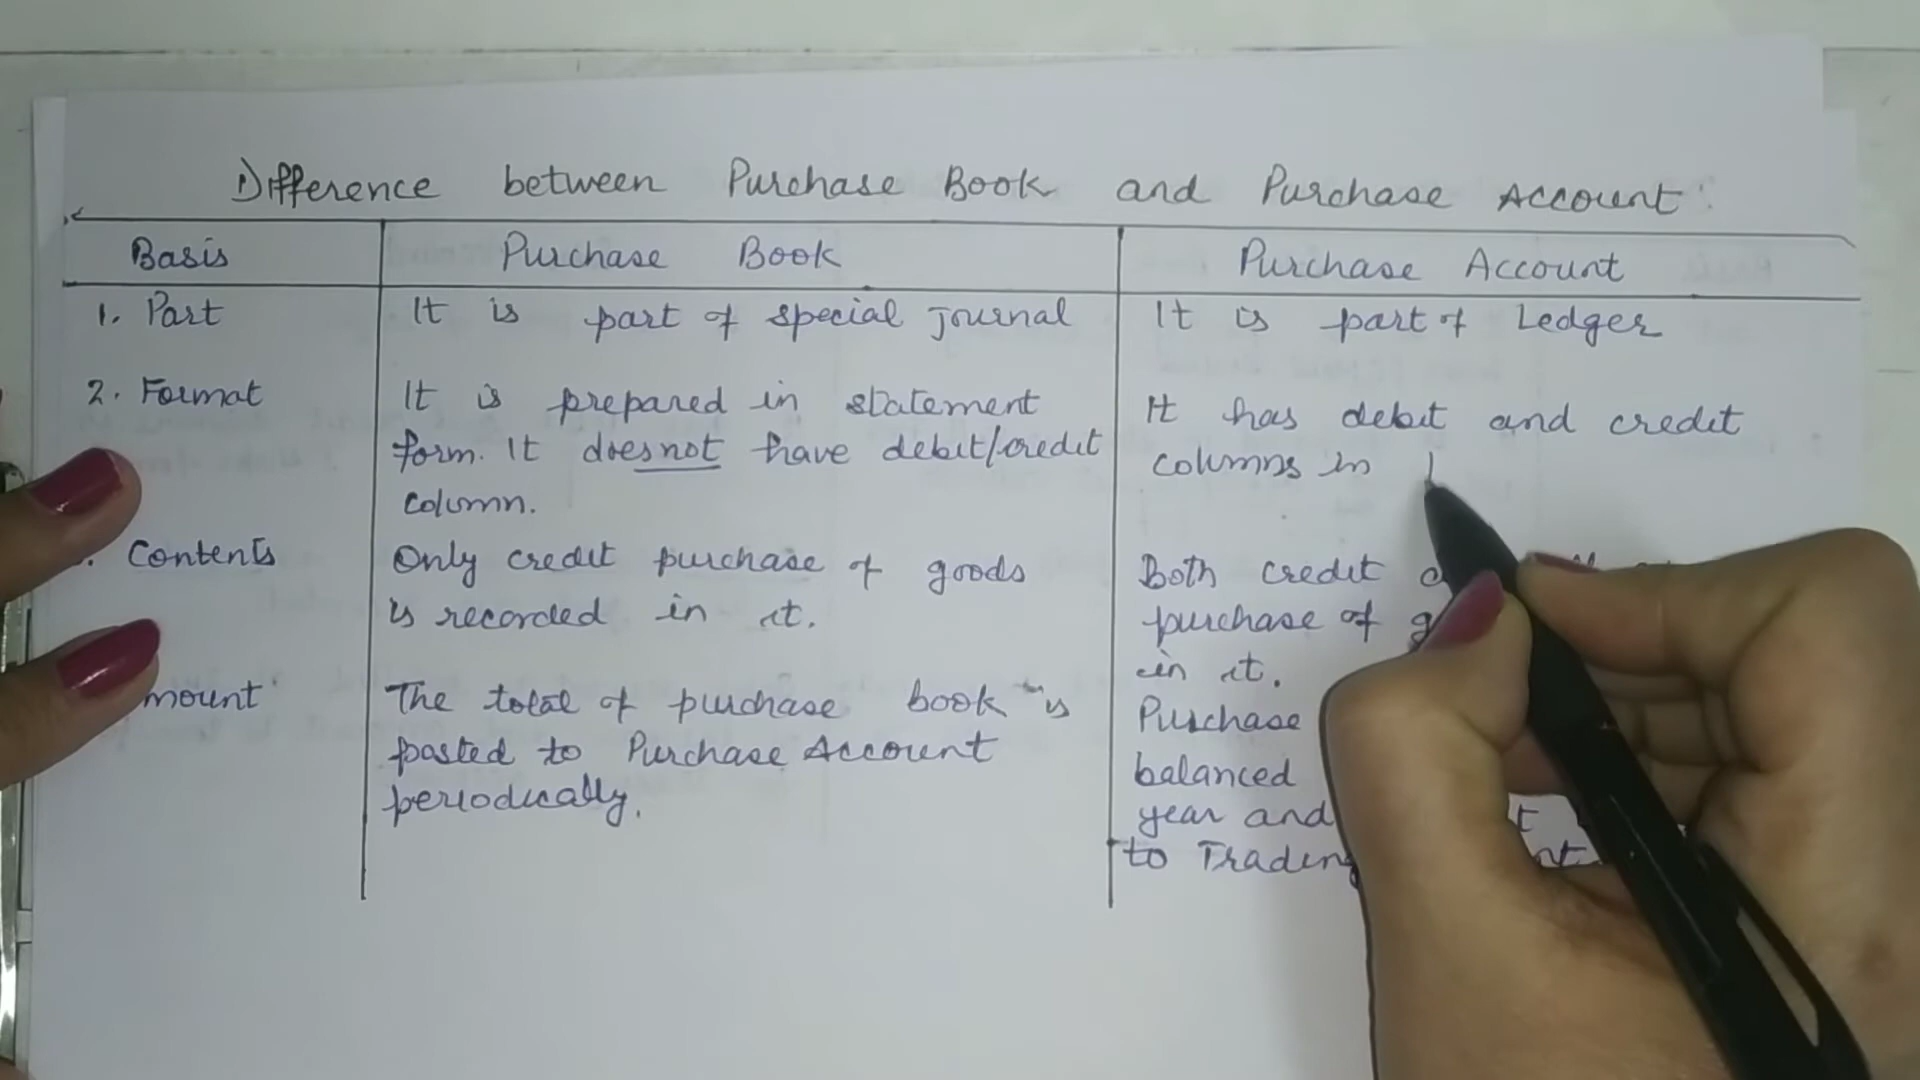 Difference between Purchase Book and Purchase Account
Basis Purchase Book Purchase Account
1. Part It is part of special Journal It is part of Ledger
2. Format It is prepared in statement
form. It does not have debit/credit
column.
It has debit and credit
columns in
Contents Only credit purchase of goods
is recorded in it.
Both credit
purchase of
in it.
mount The total of purchase book is
posted to Purchase Account
periodically.
Purchase
balanced
year and
to Trading